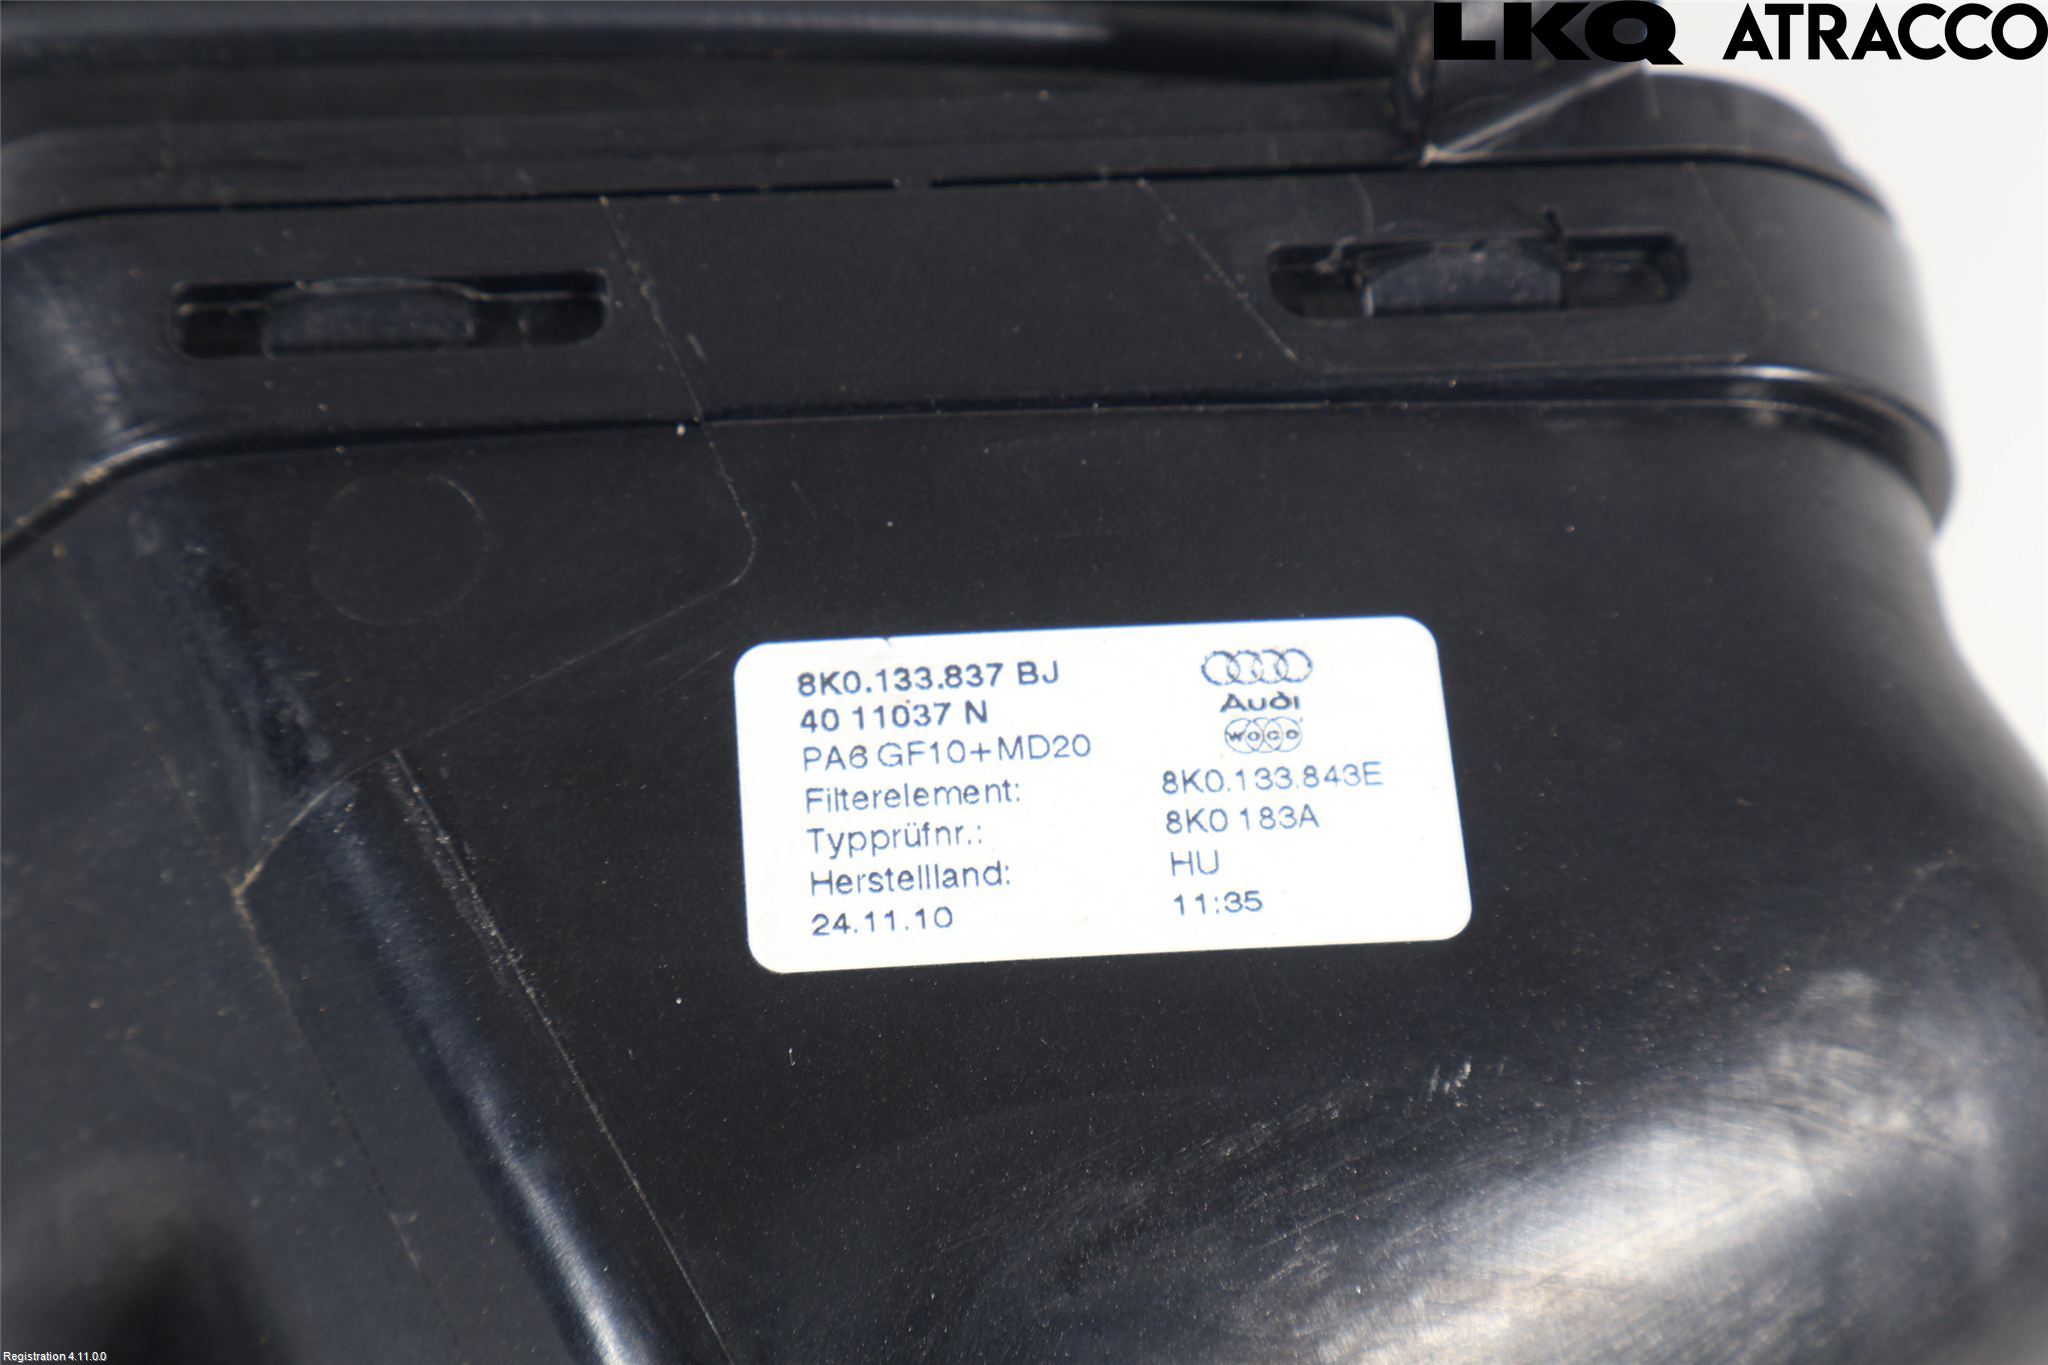 LKQ ATRACCO
8K0.133.837 BJ
40 11037 N
PA6 GF10+MD20
Audi
WOCO
Filterelement: 8K0.133.843E
Typprüfnr.: 8K0 183A
Herstellland: HU
24.11.10 11:35
Registration 4.11.0.0